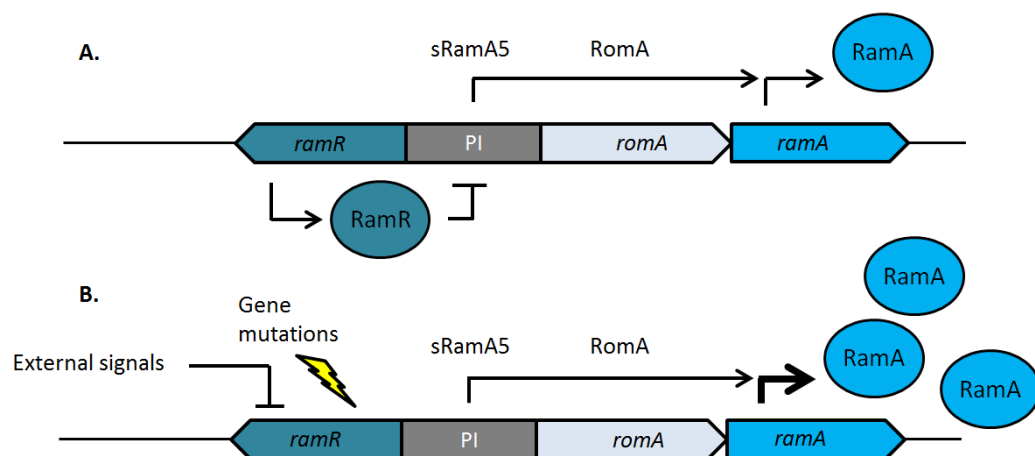 A.
sRamA5 RomA RamA
ramR PI romA ramA
RamR
B.
Gene
mutations
External signals
sRamA5 RomA
RamA
RamA
RamA
ramR PI romA ramA